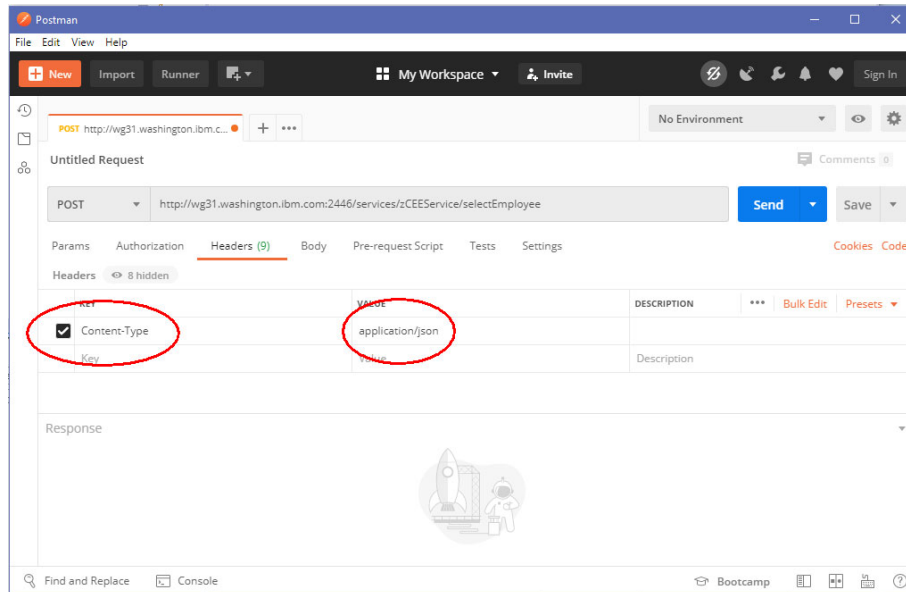 Postman
File Edit View Help
New Import Runner My Workspace Invite Sign In
POST http://wg31.washington.ibm.c... No Environment
Untitled Request Comments 0
POST http://wg31.washington.ibm.com:2446/services/zCEEService/selectEmployee Send Save
Params Authorization Headers (9) Body Pre-request Script Tests Settings Cookies Code
Headers 8 hidden
KEY VALUE DESCRIPTION Bulk Edit Presets
Content-Type application/json
Key Value Description
Response
Find and Replace Console Bootcamp